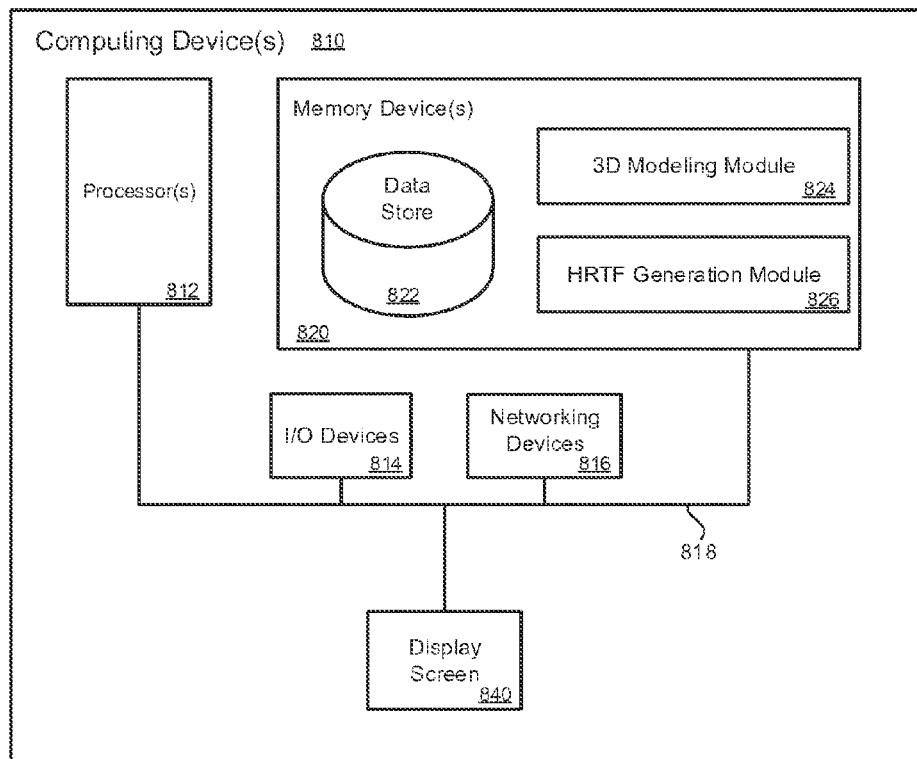 Computing Device(s) 810
Processor(s)
812
Memory Device(s)
Data
Store
822
820
3D Modeling Module
824
HRTF Generation Module
826
I/O Devices
814
Networking
Devices
816
818
Display
Screen
840